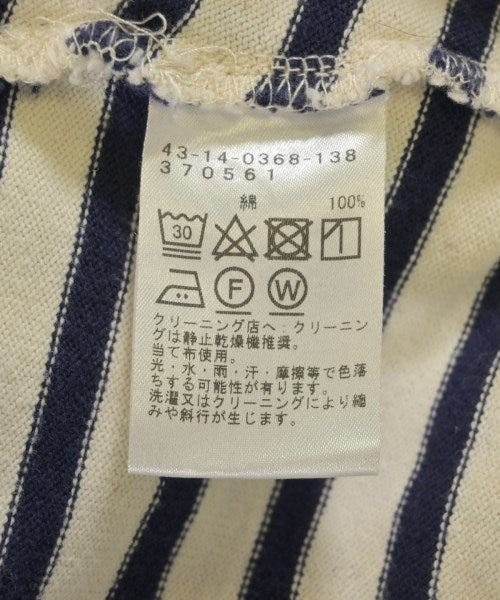 43-14-0368-138
370561
綿 100%
30
F W
クリーニング店へ：クリーニン
グは静止乾燥機推奨。
当て布使用。
光・水・雨・汗・摩擦等で色落
ちする可能性が有ります。
洗濯又はクリーニングにより縮
みや斜行が生じます。